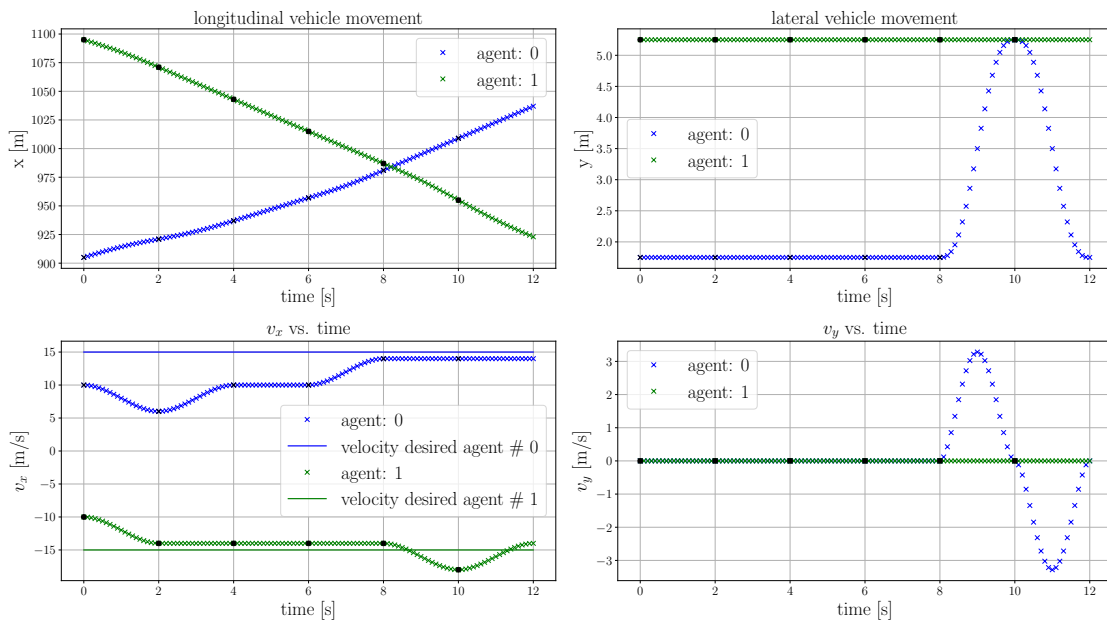 longitudinal vehicle movement
1100
1075
1050
1025
1000
975
950
925
900
x [m]
agent: 0
agent: 1
0 2 4 6 8 10 12
time [s]
lateral vehicle movement
5.0
4.5
4.0
3.5
3.0
2.5
2.0
y [m]
agent: 0
agent: 1
0 2 4 6 8 10 12
time [s]
v_x vs. time
15
10
5
0
−5
−10
−15
v_x [m/s]
agent: 0
velocity desired agent # 0
agent: 1
velocity desired agent # 1
0 2 4 6 8 10 12
time [s]
v_y vs. time
3
2
1
0
−1
−2
−3
v_y [m/s]
agent: 0
agent: 1
0 2 4 6 8 10 12
time [s]